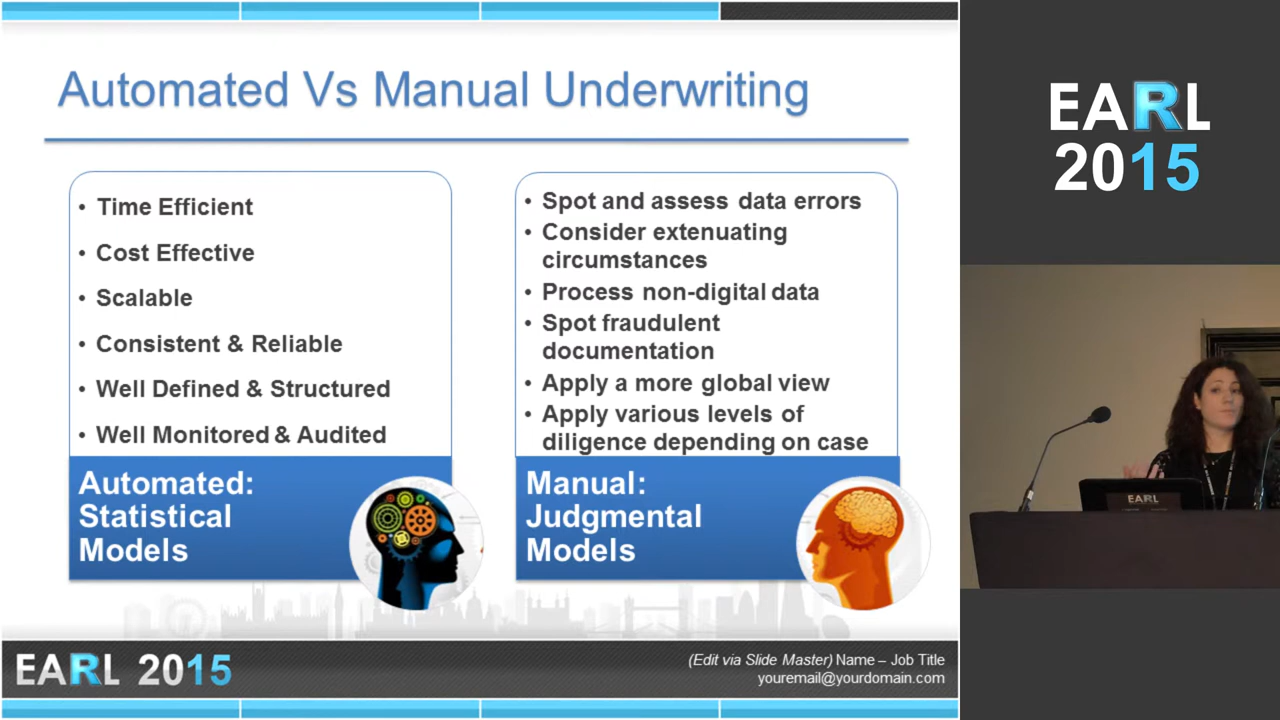 Automated Vs Manual Underwriting
• Time Efficient
• Cost Effective
• Scalable
• Consistent & Reliable
• Well Defined & Structured
• Well Monitored & Audited
Automated:
Statistical
Models
• Spot and assess data errors
• Consider extenuating
circumstances
• Process non-digital data
• Spot fraudulent
documentation
• Apply a more global view
• Apply various levels of
diligence depending on case
Manual:
Judgmental
Models
EARL 2015
(Edit via Slide Master) Name – Job Title
youremail@yourdomain.com
EARL
2015
EARL